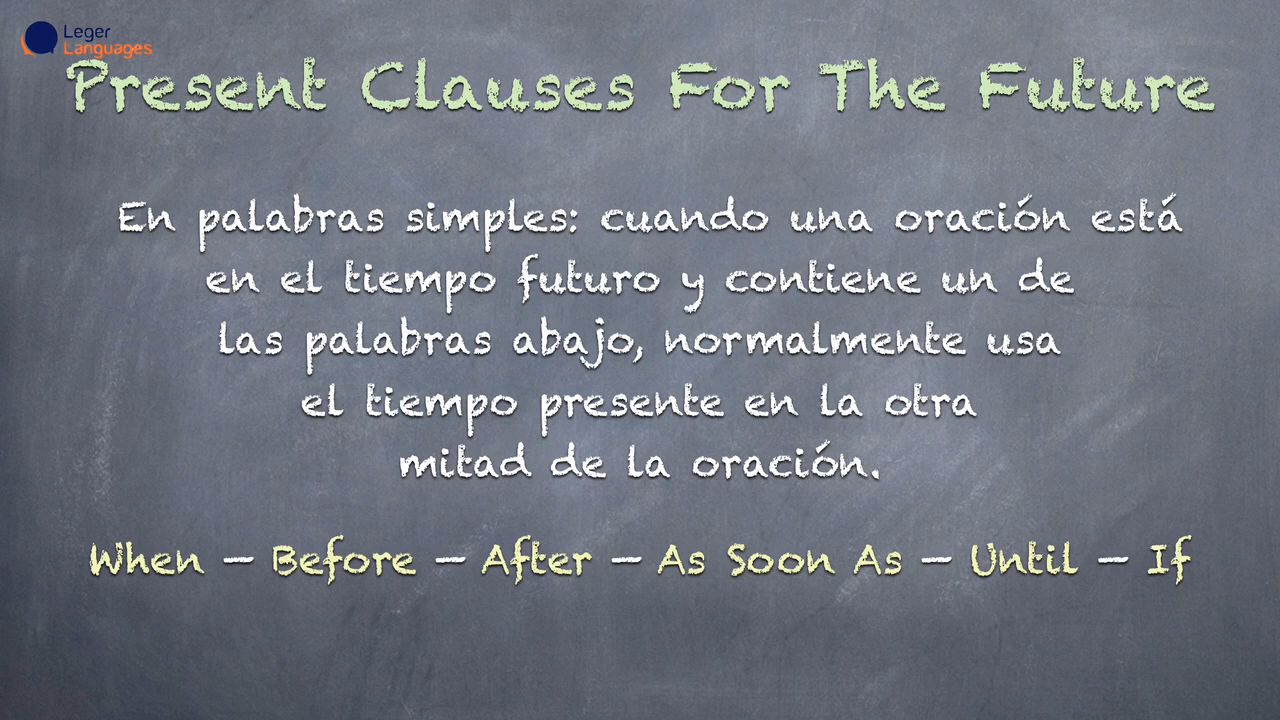 Leger
Languages
Present Clauses For The Future
En palabras simples: cuando una oración está
en el tiempo futuro y contiene un de
las palabras abajo, normalmente usa
el tiempo presente en la otra
mitad de la oración.
When – Before – After – As Soon As – Until – If